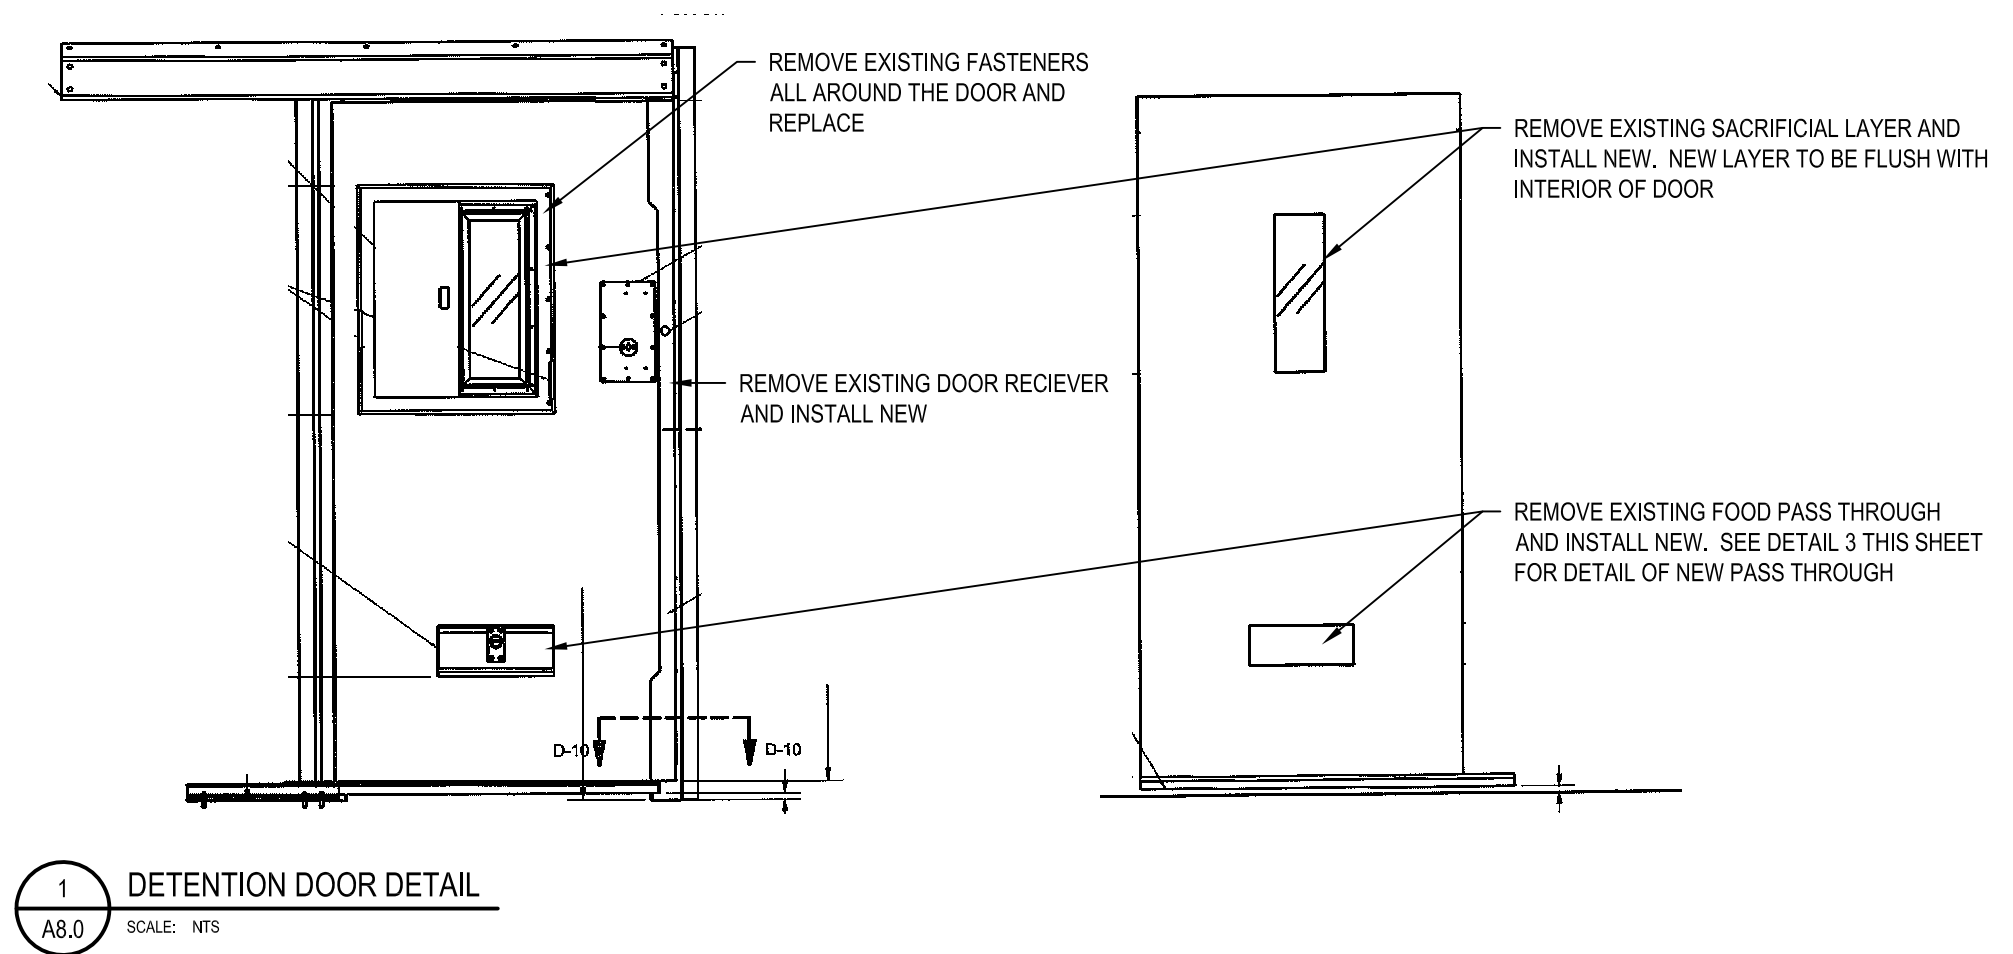 REMOVE EXISTING FASTENERS
ALL AROUND THE DOOR AND
REPLACE
REMOVE EXISTING SACRIFICIAL LAYER AND
INSTALL NEW. NEW LAYER TO BE FLUSH WITH
INTERIOR OF DOOR
REMOVE EXISTING DOOR RECIEVER
AND INSTALL NEW
REMOVE EXISTING FOOD PASS THROUGH
AND INSTALL NEW. SEE DETAIL 3 THIS SHEET
FOR DETAIL OF NEW PASS THROUGH
D-10
D-10
1
DETENTION DOOR DETAIL
A8.0
SCALE: NTS